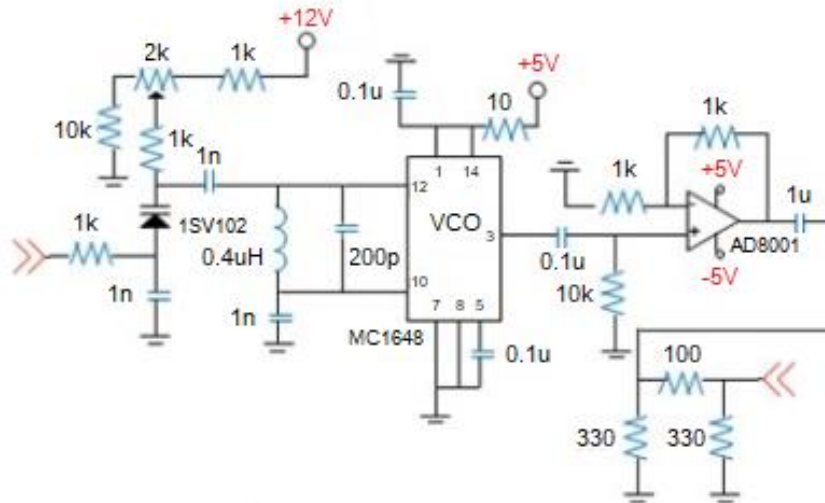 +12V
2k
1k
+5V
0.1u
10
1k
10k
1k
1n
1
14
1k
+5V
1u
12
1SV102
VCO
3
1k
0.4uH
200p
10
0.1u
AD8001
-5V
1n
1n
7
8
5
10k
MC1648
0.1u
100
330
330